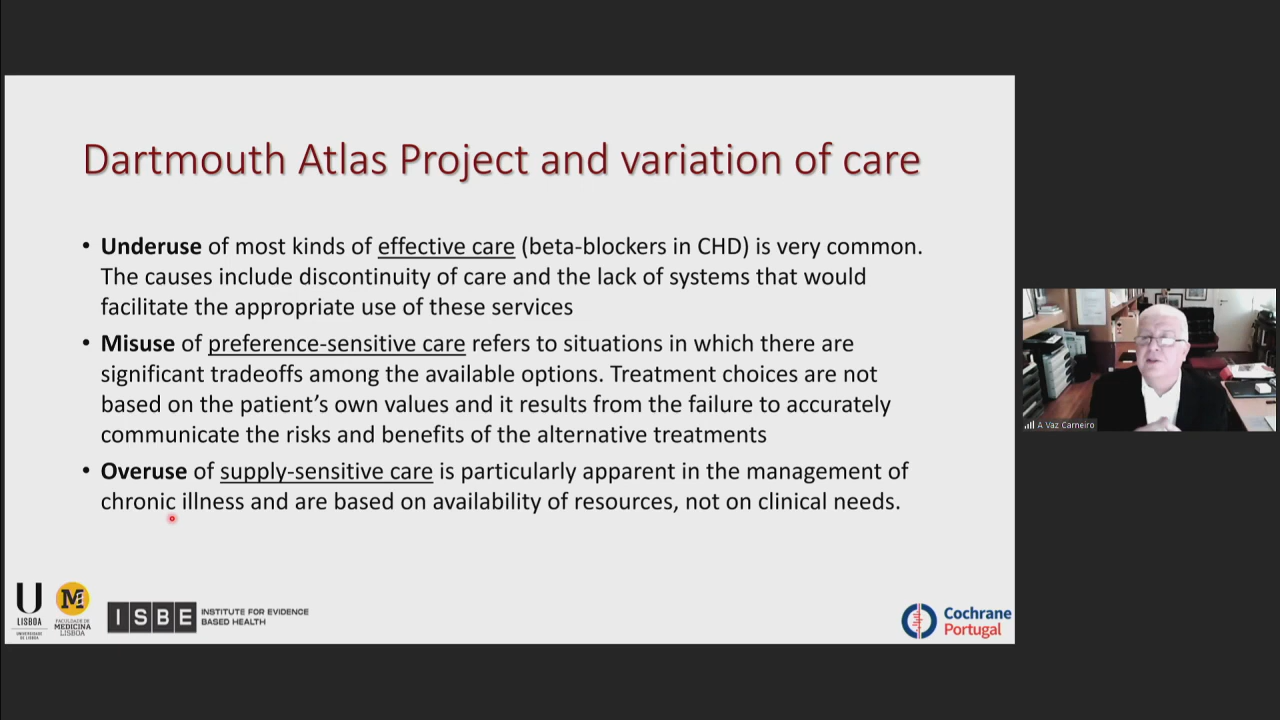 Dartmouth Atlas Project and variation of care
• Underuse of most kinds of effective care (beta-blockers in CHD) is very common.
The causes include discontinuity of care and the lack of systems that would
facilitate the appropriate use of these services
• Misuse of preference-sensitive care refers to situations in which there are
significant tradeoffs among the available options. Treatment choices are not
based on the patient’s own values and it results from the failure to accurately
communicate the risks and benefits of the alternative treatments
• Overuse of supply-sensitive care is particularly apparent in the management of
chronic illness and are based on availability of resources, not on clinical needs.
A Vaz Carneiro
U
LISBOA
UNIVERSIDADE
DE LISBOA
M
FACULDADE DE
MEDICINA
LISBOA
ISBE
INSTITUTE FOR EVIDENCE
BASED HEALTH
Cochrane
Portugal